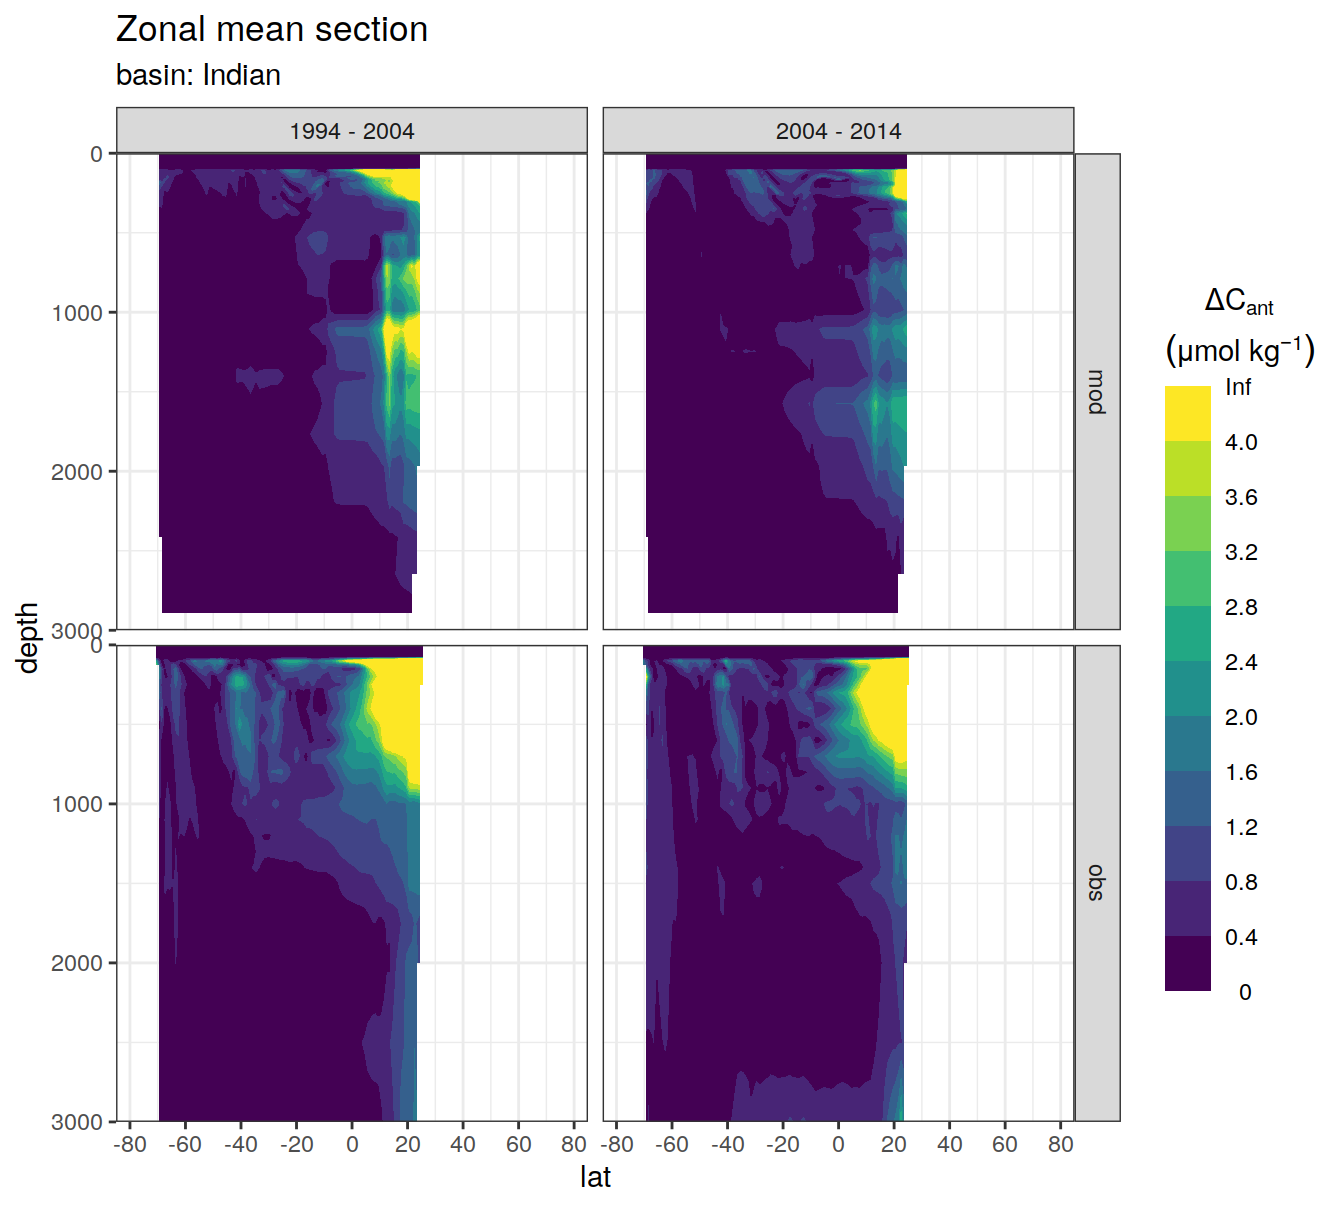 Zonal mean section
basin: Indian
1994 - 2004
2004 - 2014
0
1000
2000
3000
mod
0
1000
2000
3000
obs
depth
-80 -60 -40 -20 0 20 40 60 80
-80 -60 -40 -20 0 20 40 60 80
lat
ΔCant
(μmol kg⁻¹)
Inf
4.0
3.6
3.2
2.8
2.4
2.0
1.6
1.2
0.8
0.4
0